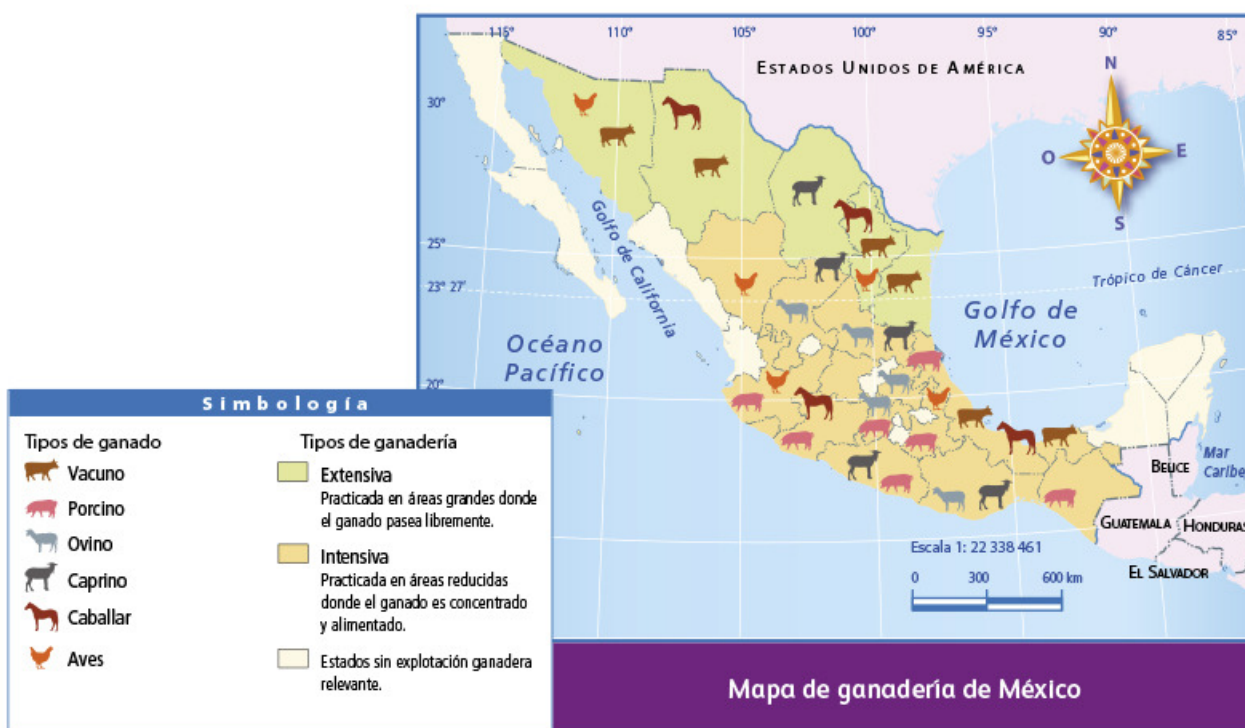 115°
110°
105°
100°
95°
90°
85°
ESTADOS UNIDOS DE AMÉRICA
N
30°
O
E
S
Golfo de California
25°
Trópico de Cáncer
23° 27'
Golfo de
México
Océano
Pacífico
20°
Simbología
Tipos de ganado
Vacuno
Porcino
Ovino
Caprino
Caballar
Aves
Tipos de ganadería
Extensiva
Practicada en áreas grandes donde
el ganado pasea libremente.
Intensiva
Practicada en áreas reducidas
donde el ganado es concentrado
y alimentado.
Estados sin explotación ganadera
relevante.
Mar
Caribe
BELICE
GUATEMALA
HONDURAS
EL SALVADOR
Escala 1: 22 338 461
0 300 600 km
Mapa de ganadería de México